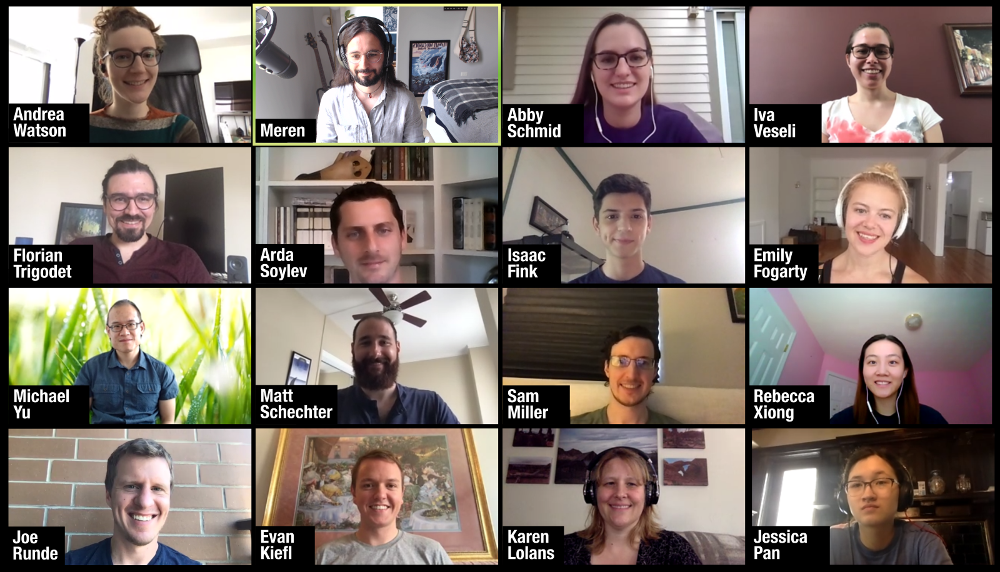 Andrea
Watson
Meren
Abby
Schmid
Iva
Veseli
Florian
Trigodet
Arda
Soylev
Isaac
Fink
Emily
Fogarty
Michael
Yu
Matt
Schechter
Sam
Miller
Rebecca
Xiong
Joe
Runde
Evan
Kiefl
Karen
Lolans
Jessica
Pan